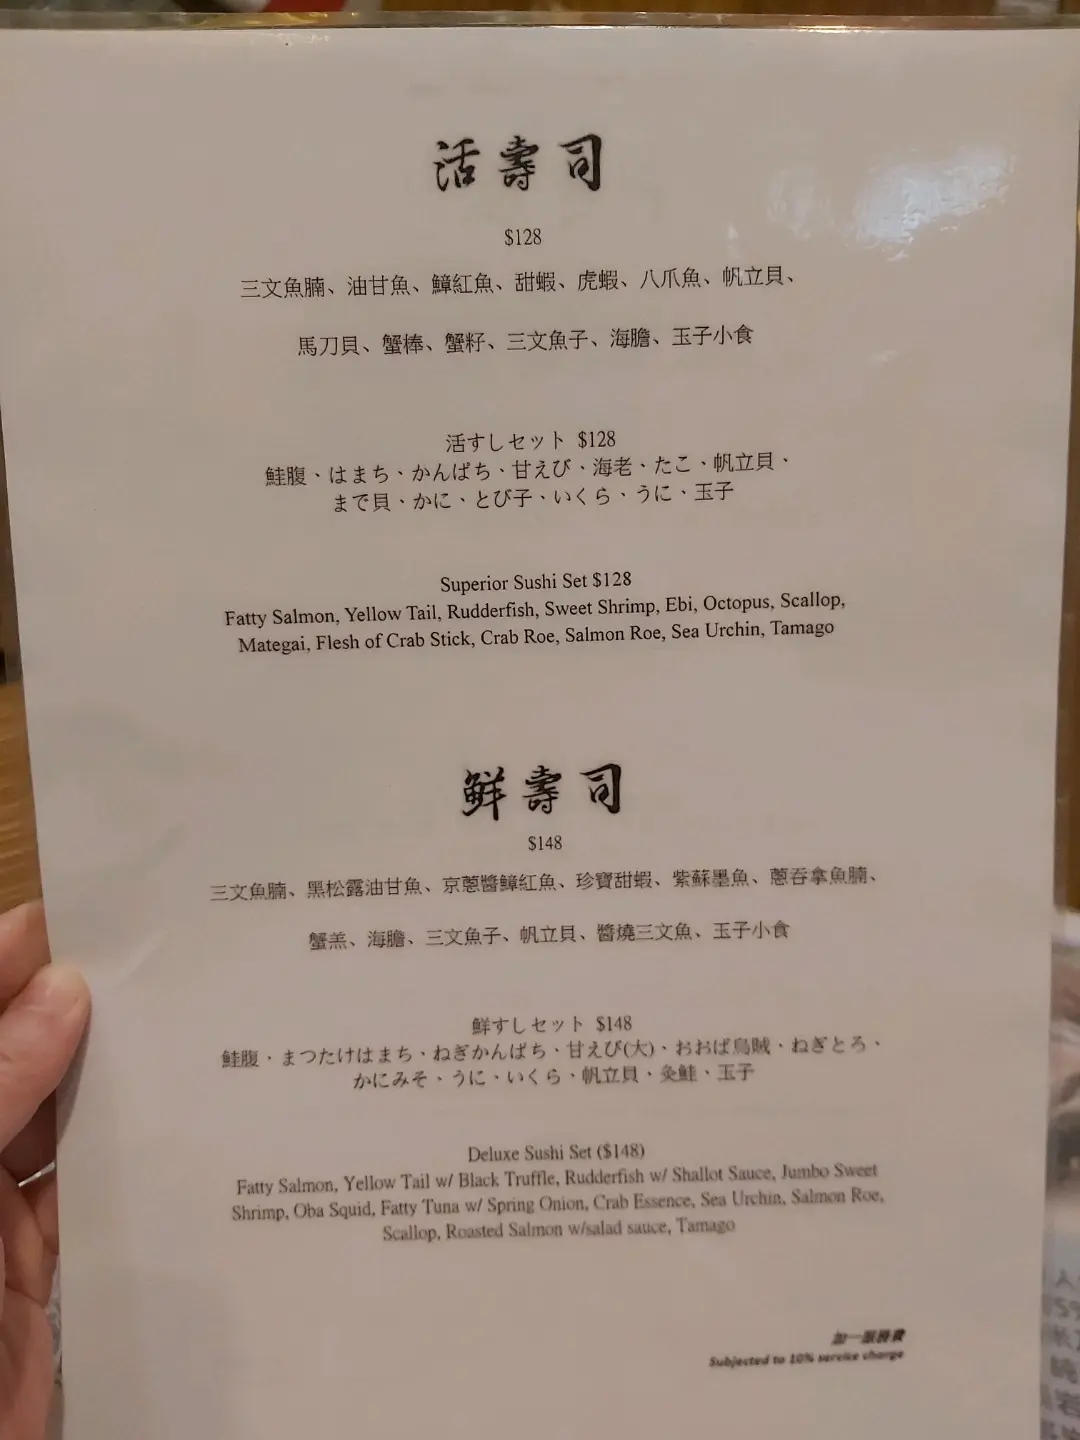 活壽司
$128
三文魚腩、油甘魚、鱆紅魚、甜蝦、虎蝦、八爪魚、帆立貝、
馬刀貝、蟹棒、蟹籽、三文魚子、海膽、玉子小食
活すしセット $128
鮭腹、はまち、かんぱち、甘えび、海老、たこ、帆立貝、
まで貝、かに、とび子、いくら、うに、玉子
Superior Sushi Set $128
Fatty Salmon, Yellow Tail, Rudderfish, Sweet Shrimp, Ebi, Octopus, Scallop,
Mategai, Flesh of Crab Stick, Crab Roe, Salmon Roe, Sea Urchin, Tamago
鮮壽司
$148
三文魚腩、黑松露油甘魚、京蔥醬鱆紅魚、珍寶甜蝦、紫蘇墨魚、蔥吞拿魚腩、
蟹羔、海膽、三文魚子、帆立貝、醬燒三文魚、玉子小食
鮮すしセット $148
鮭腹、まつたけはまち、ねぎかんぱち、甘えび(大)、おおば烏賊、ねぎとろ、
かにみそ、うに、いくら、帆立貝、灸鮭、玉子
Deluxe Sushi Set ($148)
Fatty Salmon, Yellow Tail w/ Black Truffle, Rudderfish w/ Shallot Sauce, Jumbo Sweet
Shrimp, Oba Squid, Fatty Tuna w/ Spring Onion, Crab Essence, Sea Urchin, Salmon Roe,
Scallop, Roasted Salmon w/salad sauce, Tamago
加一服務費
Subjected to 10% service charge